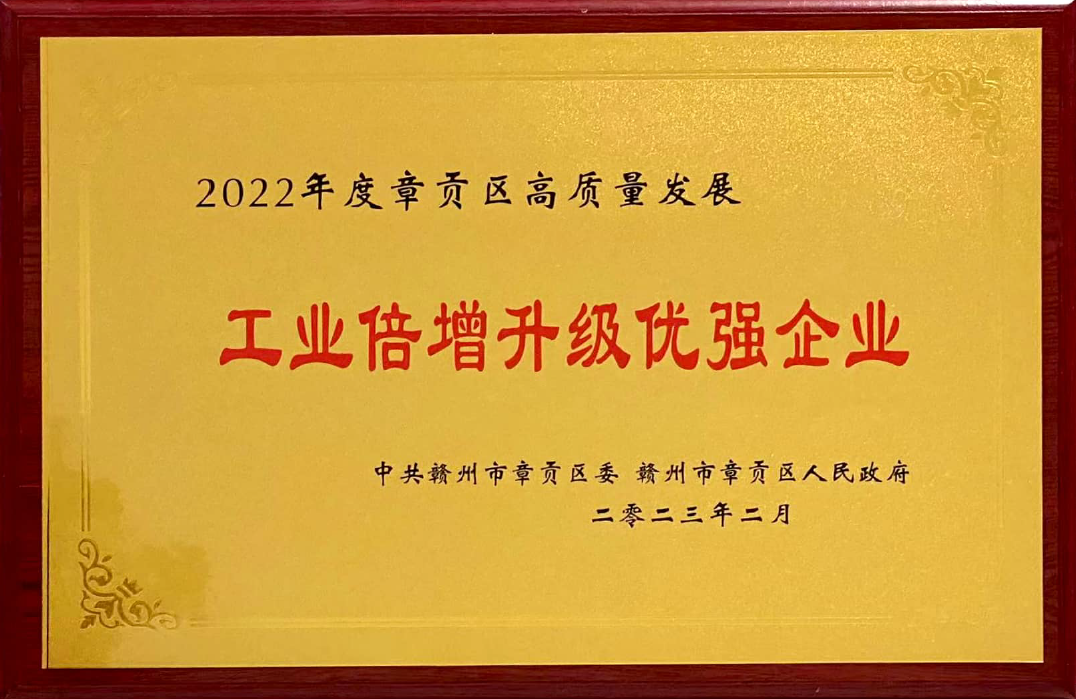 2022年度章贡区高质量发展
工业倍增升级优强企业
中共赣州市章贡区委 赣州市章贡区人民政府
二零二三年二月